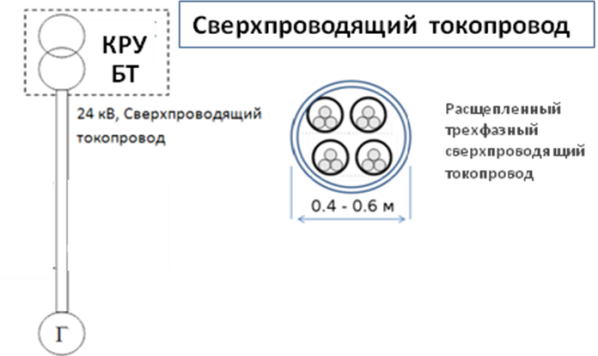 Сверхпроводящий токопровод
КРУ
БТ
24 кВ, Сверхпроводящий
токопровод
Расщепленный
трехфазный
сверхпроводящий
токопровод
0.4 - 0.6 м
Г